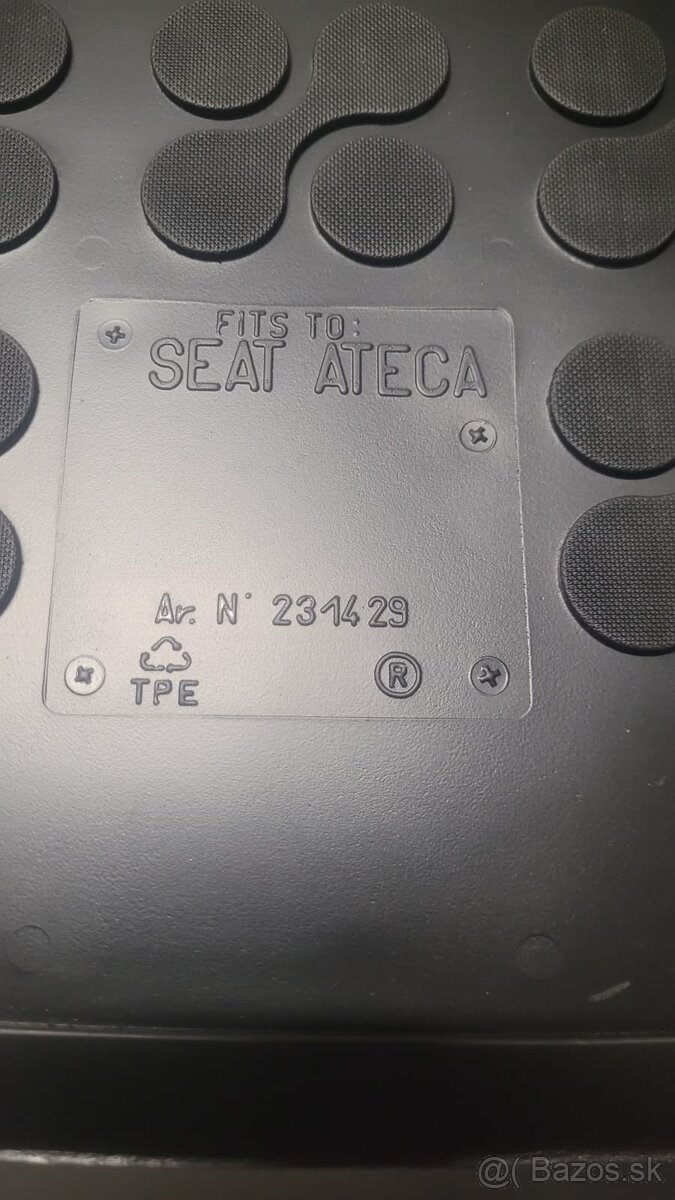 FITS TO:
SEAT ATECA
Ar. N° 231429
TPE
®
@( Bazos.sk